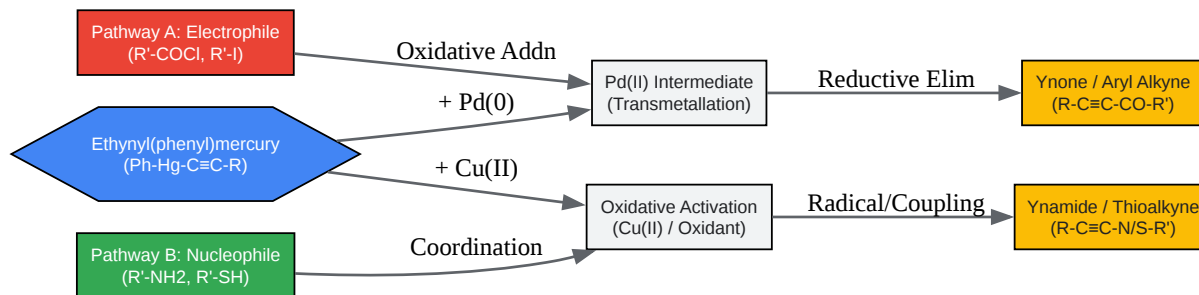 Pathway A: Electrophile
(R'-COCl, R'-I)
Oxidative Addn
Pd(II) Intermediate
(Transmetallation)
Reductive Elim
Ynone / Aryl Alkyne
(R-C≡C-CO-R')
+ Pd(0)
Ethynyl(phenyl)mercury
(Ph-Hg-C≡C-R)
+ Cu(II)
Oxidative Activation
(Cu(II) / Oxidant)
Radical/Coupling
Ynamide / Thioalkyne
(R-C≡C-N/S-R')
Pathway B: Nucleophile
(R'-NH2, R'-SH)
Coordination